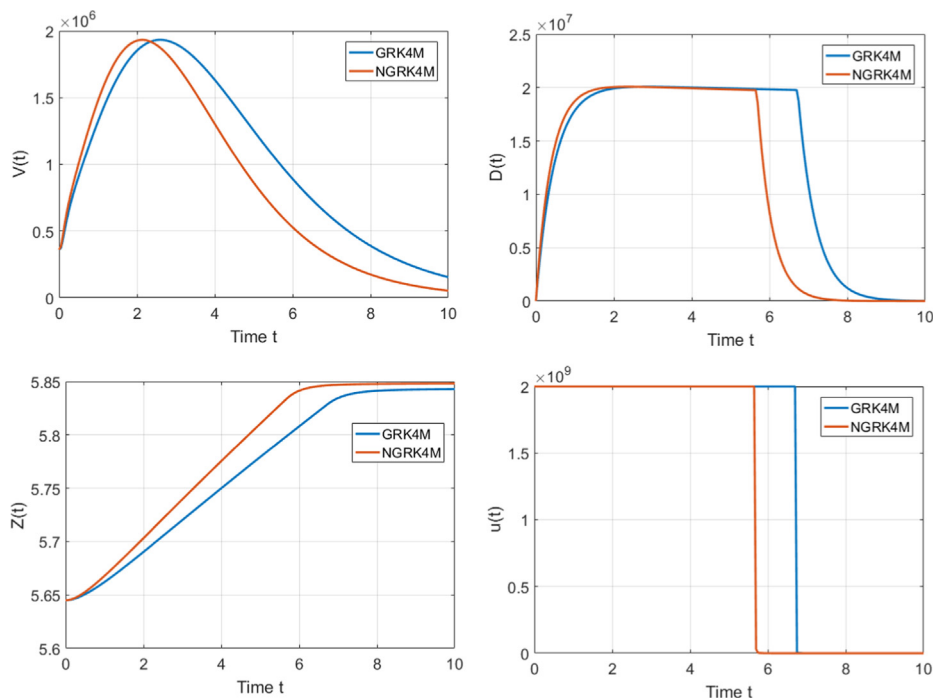 ×10⁶
2
1.5
1
0.5
0
V(t)
GRK4M
NGRK4M
0 2 4 6 8 10
Time t
×10⁷
2.5
2
1.5
1
0.5
0
D(t)
GRK4M
NGRK4M
0 2 4 6 8 10
Time t
5.85
5.8
5.75
5.7
5.65
5.6
Z(t)
GRK4M
NGRK4M
0 2 4 6 8 10
Time t
×10⁹
2
1.5
1
0.5
0
u(t)
GRK4M
NGRK4M
0 2 4 6 8 10
Time t